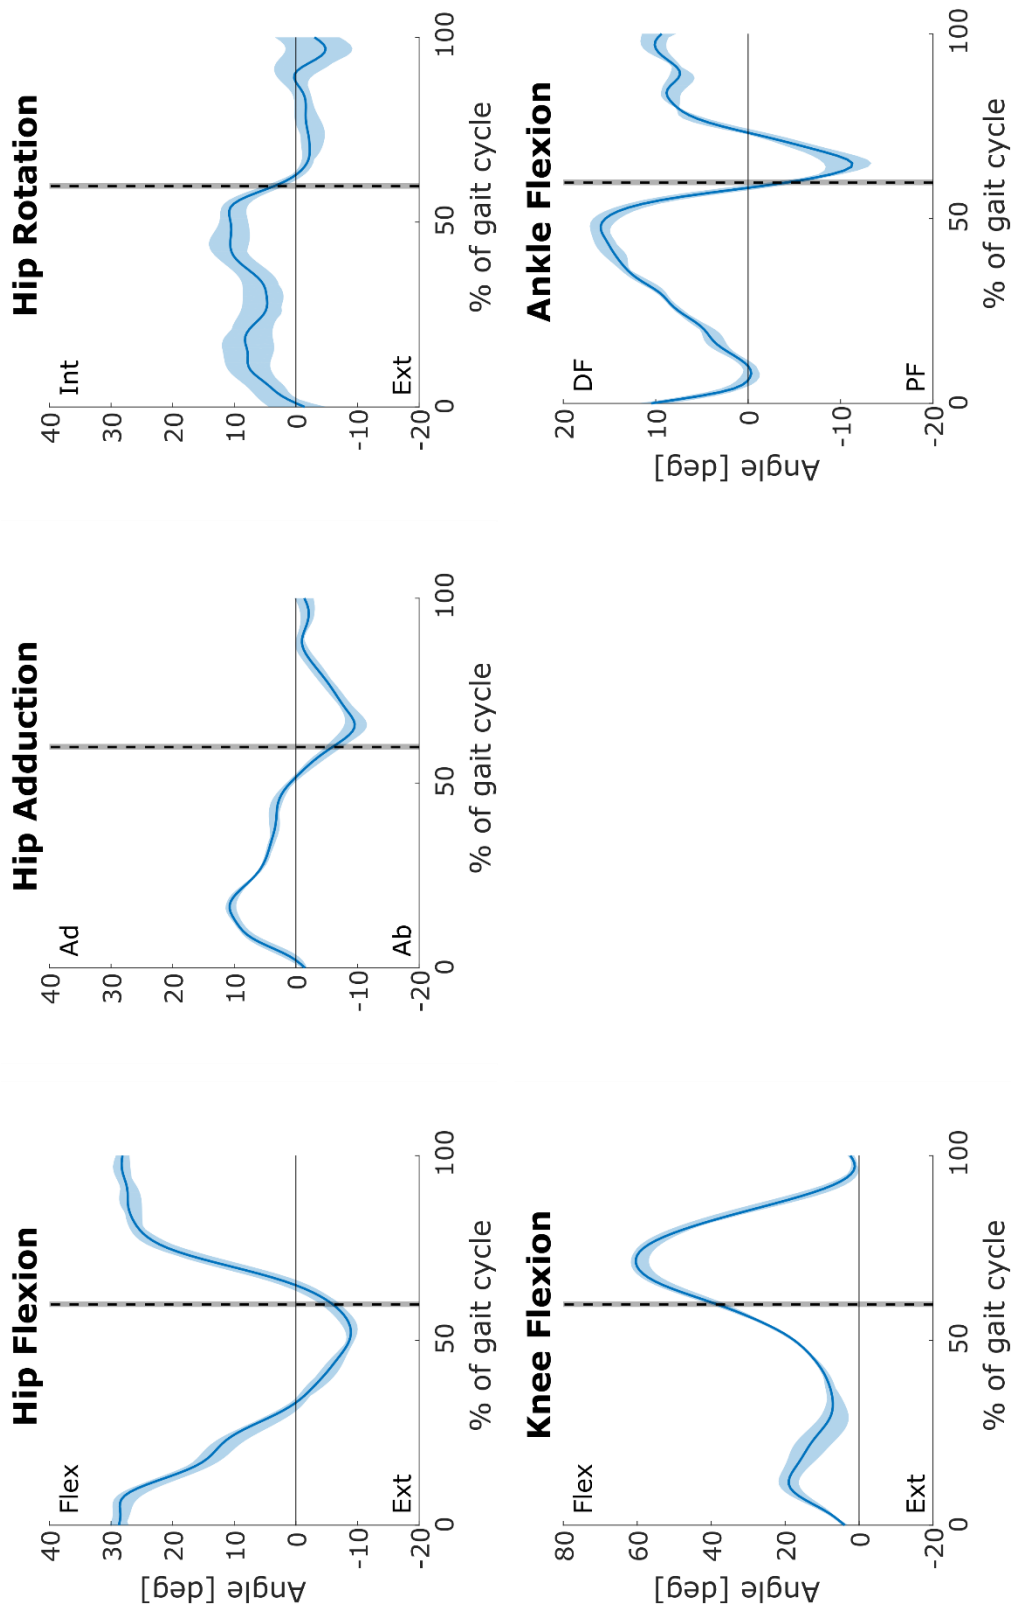 Hip Flexion
Flex
Ext
40
30
20
10
0
-10
-20
Angle [deg]
0
50
100
% of gait cycle
Hip Adduction
Ad
Ab
40
30
20
10
0
-10
-20
0
50
100
% of gait cycle
Hip Rotation
Int
Ext
40
30
20
10
0
-10
-20
0
50
100
% of gait cycle
Knee Flexion
Flex
Ext
80
60
40
20
0
-20
Angle [deg]
0
50
100
% of gait cycle
Ankle Flexion
DF
PF
20
10
0
-10
-20
Angle [deg]
0
50
100
% of gait cycle